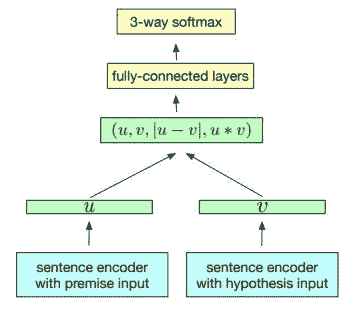 3-way softmax
fully-connected layers
(u, v, |u − v|, u * v)
u
v
sentence encoder
with premise input
sentence encoder
with hypothesis input